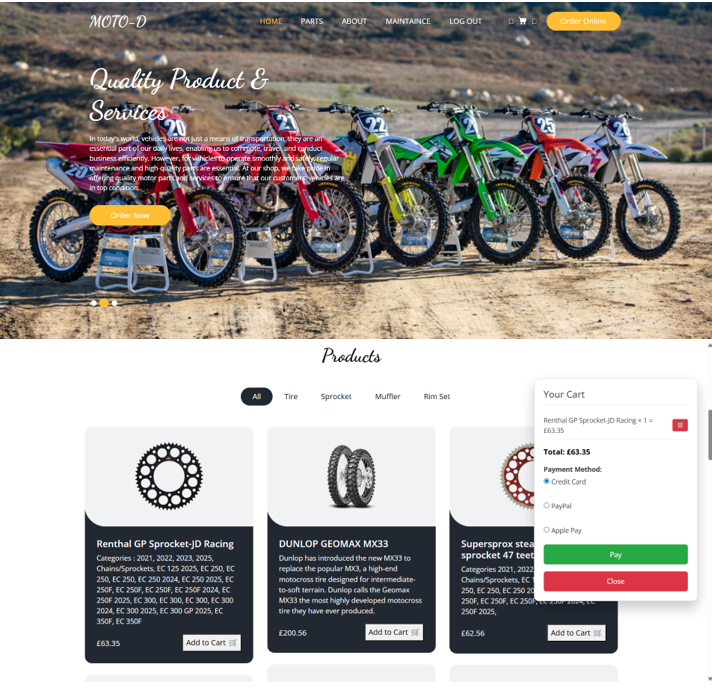 MOTO-D
HOME PARTS ABOUT MAINTAINCE LOG OUT Order Online
Quality Product &
Services
In today's world, vehicles are not just a means of transportation; they are an
essential part of our daily lives, enabling us to commute, travel, and conduct
business efficiently. However, for vehicles to operate smoothly and safely, regular
maintenance and high-quality parts are essential. At our shop, we take pride in
offering quality motor parts and services to ensure that our customers' vehicles are
in top condition.
Order Now
20
20
22
24
25
26
Products
All Tire Sprocket Muffler Rim Set
Renthal GP Sprocket-JD Racing
Categories : 2021, 2022, 2023, 2025,
Chains/Sprockets, EC 125 2025, EC 250, EC
250, EC 250, EC 250 2024, EC 250 2025, EC
250F, EC 250F, EC 250F, EC 250F 2024, EC
250F 2025, EC 300, EC 300, EC 300, EC 300
2024, EC 300 2025, EC 300 GP 2025, EC
350F, EC 350F
£63.35
Add to Cart
DUNLOP GEOMAX MX33
Dunlop has introduced the new MX33 to
replace the popular MX3, a high-end
motocross tire designed for intermediate-
to-soft terrain. Dunlop calls the Geomax
MX33 the most highly developed motocross
tire they have ever produced.
£200.56
Add to Cart
Supersprox
sprocket 47
Categories 2021, 202
Chains/Sprockets, EC
250, EC 250, EC 250 20
250F, EC 250F, EC 250F, EC 250F 2024, EC
250F 2025,
£62.56
Add to Cart
Your Cart
Renthal GP Sprocket-JD Racing × 1 =
£63.35
Total: £63.35
Payment Method:
Credit Card
PayPal
Apple Pay
Pay
Close